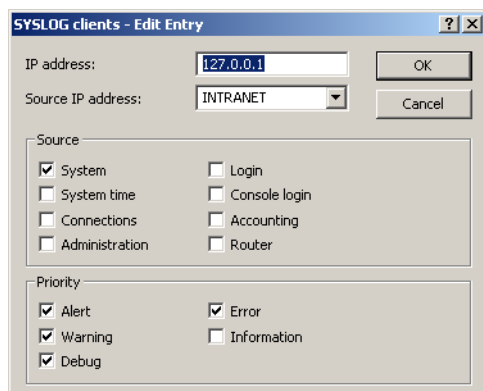 SYSLOG clients - Edit Entry
IP address: 127.0.0.1 OK
Source IP address: INTRANET Cancel
Source
System Login
System time Console login
Connections Accounting
Administration Router
Priority
Alert Error
Warning Information
Debug